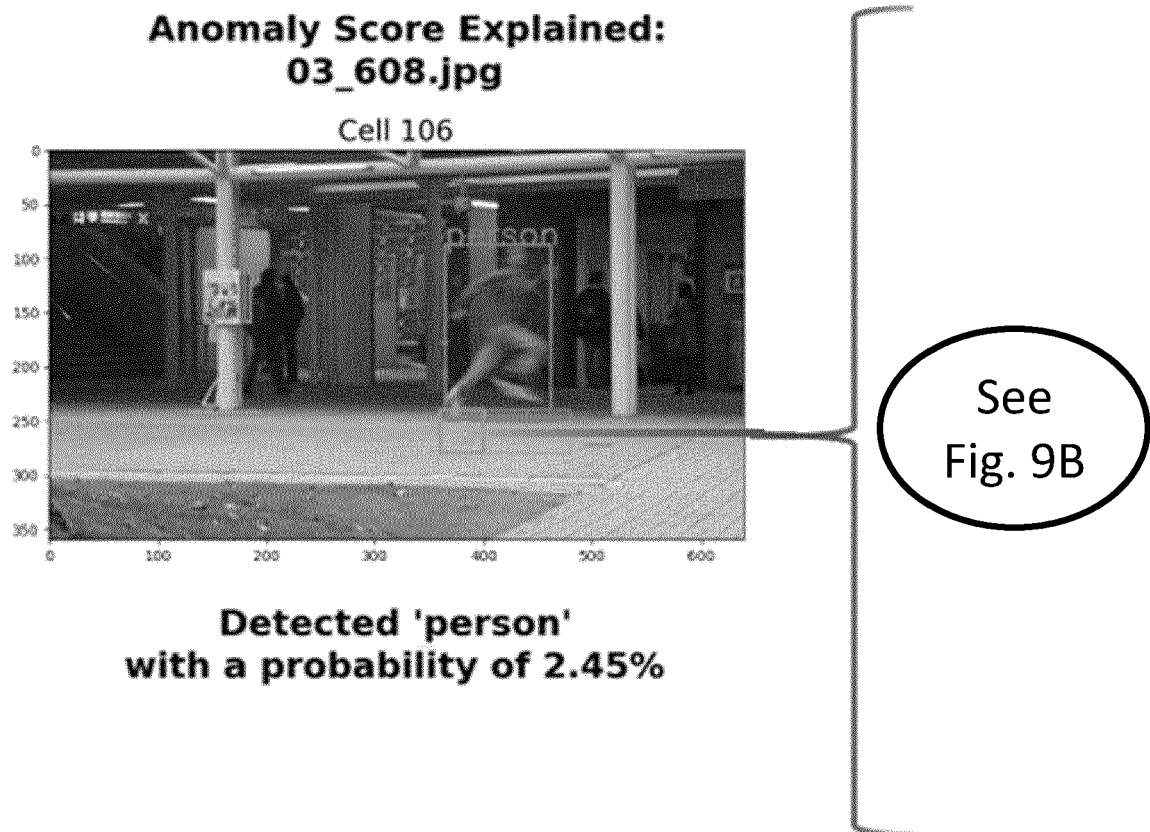 Anomaly Score Explained:
03_608.jpg
Cell 106
0
50
100
150
200
250
300
350
0
100
200
300
400
500
600
person
See
Fig. 9B
Detected 'person'
with a probability of 2.45%